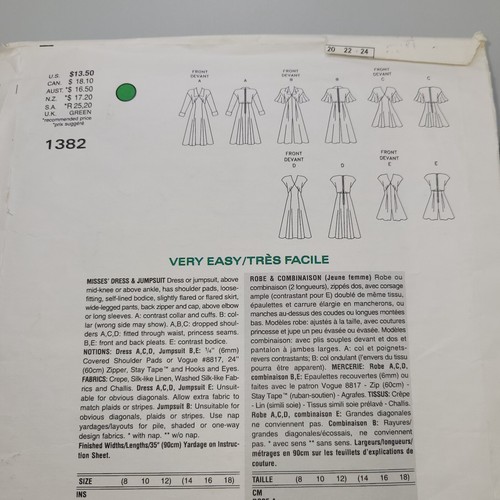 20 22 - 24
U.S. $13.50
CAN. $ 18.10
AUST. *$ 16.50
N.Z. *$ 17.20
S.A. *R 25,20
U.K. GREEN
*recommended price
*prix suggéré
1382
FRONT FRONT FRONT
DEVANT DEVANT DEVANT
A A B B C C
FRONT FRONT
DEVANT DEVANT
D D E E
VERY EASY/TRÈS FACILE
MISSES' DRESS & JUMPSUIT Dress or jumpsuit, above
mid-knee or above ankle, has shoulder pads, loose-
fitting, self-lined bodice, slightly flared or flared skirt,
wide-legged pants, back zipper and cap, above elbow
or long sleeves. A: contrast collar and cuffs. B: col-
lar (wrong side may show). A,B,C: dropped shoul-
ders A,C,D: fitted through waist, princess seams.
B,E: front and back pleats. E: contrast bodice.
NOTIONS: Dress A,C,D, Jumpsuit B,E: ¼" (6mm)
Covered Shoulder Pads or Vogue #8817, 24"
(60cm) Zipper, Stay Tape™ and Hooks and Eyes.
FABRICS: Crepe, Silk-like Linen, Washed Silk-like Fab-
rics and Challis. Dress A,C,D, Jumpsuit E: Unsuit-
able for obvious diagonals. Allow extra fabric to
match plaids or stripes. Jumpsuit B: Unsuitable for
obvious diagonals, plaids or stripes. Use nap
yardages/layouts for pile, shaded or one-way
design fabrics. * with nap. ** w/o nap.
Finished Widths/Lengths/35" (90cm) Yardage on Instruc-
tion Sheet.
SIZE (8 10 12) (14 16 18)
INS
ROBE & COMBINAISON (Jeune femme) Robe ou
combinaison (2 longueurs), zippés dos, avec corsage
ample (contrastant pour E) doublé de même tissu,
épaulettes et carrure élargie en mancherons, ou
manches au-dessus des coudes ou longues montées
bas. Modèles robe: ajustés à la taille, avec coutures
princesse et jupe un peu évasée ou évasée. Modèles
combinaison: avec plis souples devant et dos et
pantalon à jambes larges. A: col et poignets-
revers contrastants; B: col ondulant (l'envers du tissu
pourra être apparent). MERCERIE: Robe A,C,D,
combinaison B,E: Epaulettes recouvertes (6mm) ou
faites avec le patron Vogue 8817 - Zip (60cm) -
Stay Tape™ (ruban-soutien) - Agrafes. TISSUS: Crêpe
- Lin (simili soie) - Tissus simili soie prélavé - Challis.
Robe A,C,D, combinaison E: Grandes diagonales
ne conviennent pas. Combinaison B: Rayures/
grandes diagonales/écossais, ne conviennent
pas. * avec sens ** sans sens. Largeurs/longueurs/
métrages en 90cm sur les feuillets d'explications de
couture.
TAILLE (8 10 12) (14 16 18)
CM